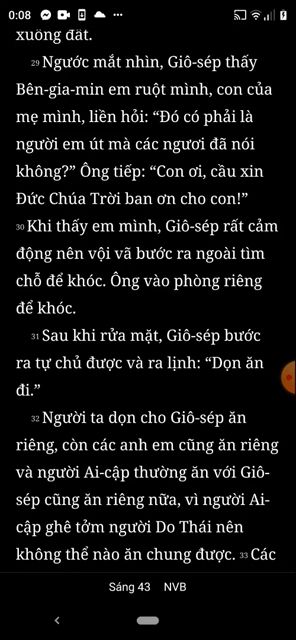 0:08
xuống đất.
29 Ngước mắt nhìn, Giô-sép thấy
Bên-gia-min em ruột mình, con của
mẹ mình, liền hỏi: “Đó có phải là
người em út mà các ngươi đã nói
không?” Ông tiếp: “Con ơi, cầu xin
Đức Chúa Trời ban ơn cho con!”
30 Khi thấy em mình, Giô-sép rất cảm
động nên vội vã bước ra ngoài tìm
chỗ để khóc. Ông vào phòng riêng
để khóc.
31 Sau khi rửa mặt, Giô-sép bước
ra tự chủ được và ra lịnh: “Dọn ăn
đi.”
32 Người ta dọn cho Giô-sép ăn
riêng, còn các anh em cũng ăn riêng
và người Ai-cập thường ăn với Giô-
sép cũng ăn riêng nữa, vì người Ai-
cập ghê tởm người Do Thái nên
không thể nào ăn chung được. 33 Các
Sáng 43 NVB